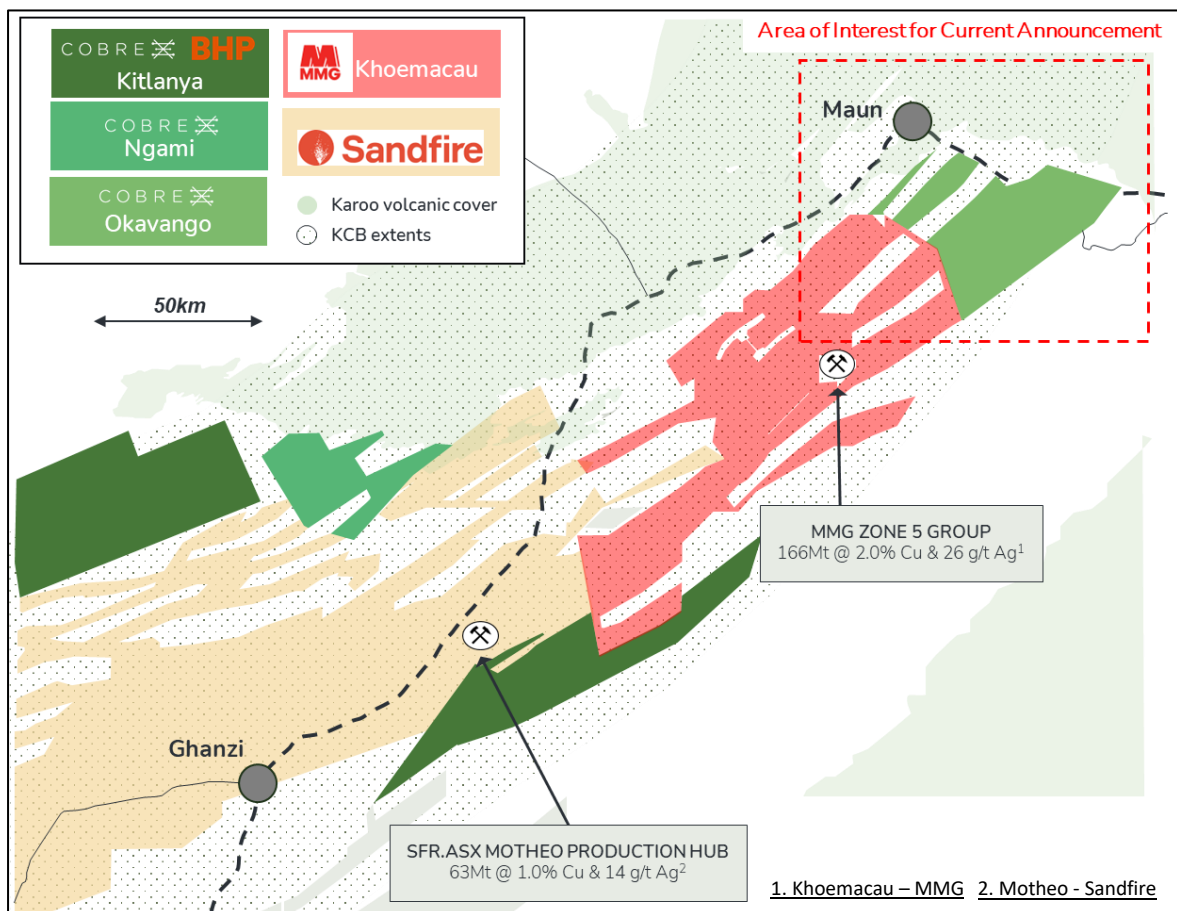 Area of Interest for Current Announcement
COBRE BHP
Kitlanya
COBRE
Ngami
COBRE
Okavango
MMG Khoemacau
Sandfire
Karoo volcanic cover
KCB extents
Maun
50km
MMG ZONE 5 GROUP
166Mt @ 2.0% Cu & 26 g/t Ag¹
Ghanzi
SFR.ASX MOTHEO PRODUCTION HUB
63Mt @ 1.0% Cu & 14 g/t Ag²
1. Khoemacau – MMG 2. Motheo - Sandfire